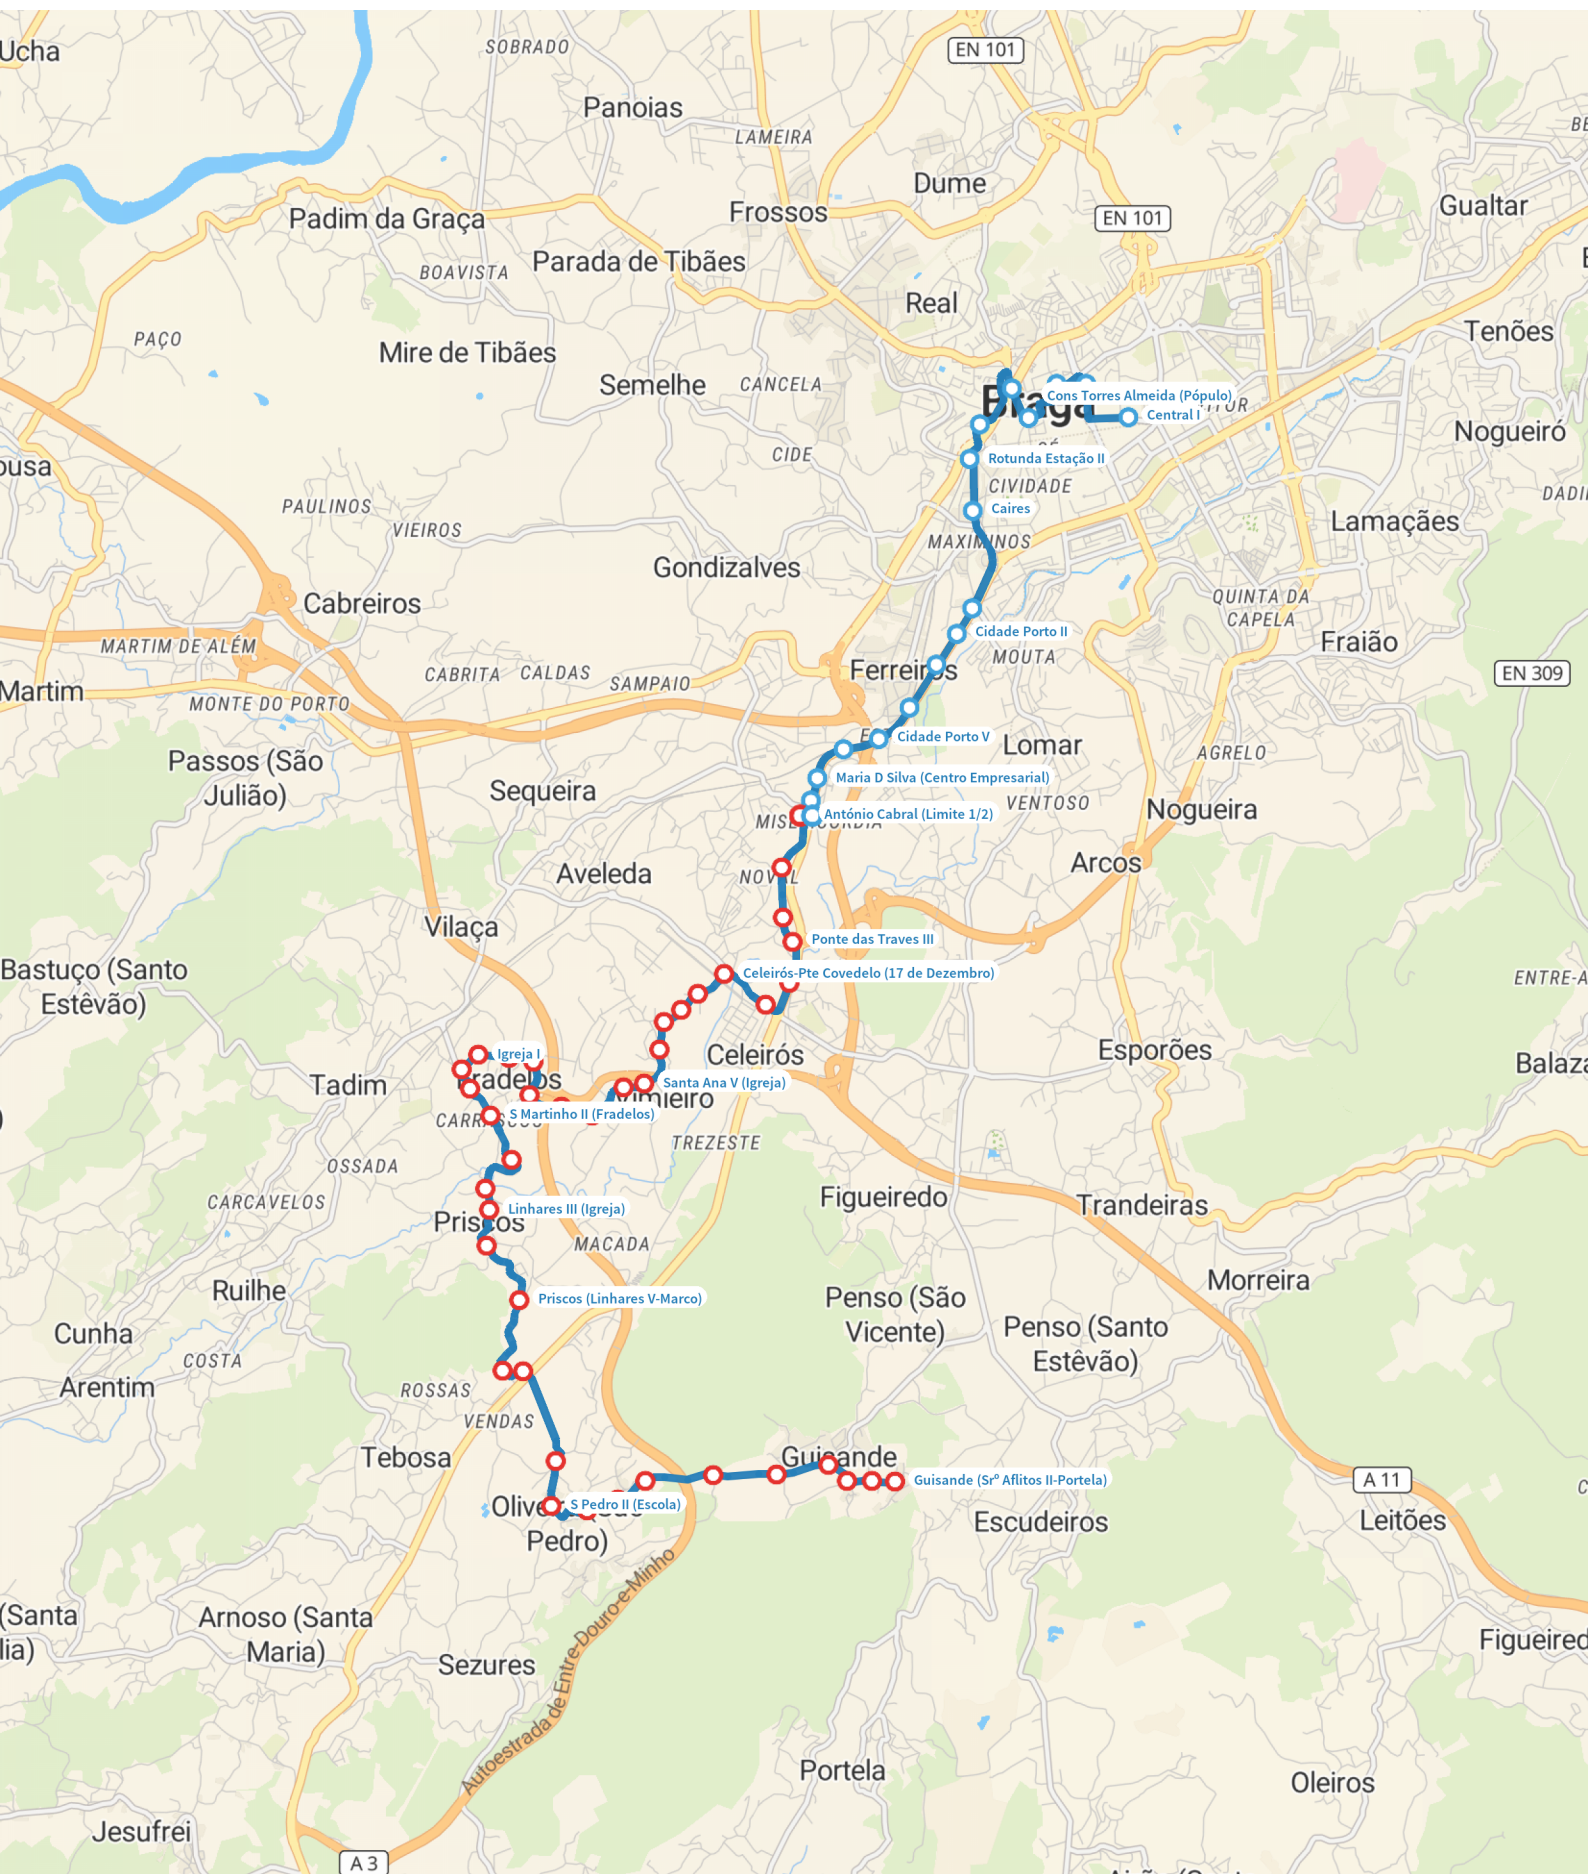 Ucha
SOBRADO
EN 101
Panoias
LAMEIRA
Dume
Padim da Graça
Frossos
EN 101
Gualtar
BOAVISTA
Parada de Tibães
Real
PAÇO
Mire de Tibães
Tenões
Semelhe
CANCELA
Braga
Cons Torres Almeida (Pópulo)
Central I
Nogueiró
CIDE
Rotunda Estação II
CIVIDADE
PAULINOS
VIEIROS
Caires
Lamaçães
MAXIMINOS
Gondizalves
Cabreiros
QUINTA DA
CAPELA
Cidade Porto II
MARTIM DE ALÉM
MOUTA
Fraião
CABRITA
CALDAS
SAMPAIO
Ferreiros
EN 309
Martim
MONTE DO PORTO
Cidade Porto V
Lomar
AGRELO
Passos (São
Julião)
Maria D Silva (Centro Empresarial)
Sequeira
VENTOSO
Nogueira
António Cabral (Limite 1/2)
Aveleda
Arcos
Vilaça
Ponte das Traves III
Bastuço (Santo
Estêvão)
Celeirós-Pte Covedelo (17 de Dezembro)
Igreja I
Celeirós
Esporões
Tadim
Fradelos
Santa Ana V (Igreja)
Vimieiro
S Martinho II (Fradelos)
TREZESTE
OSSADA
CARCAVELOS
Figueiredo
Trandeiras
Linhares III (Igreja)
Priscos
MACADA
Ruilhe
Morreira
Priscos (Linhares V-Marco)
Penso (São
Vicente)
Cunha
Penso (Santo
Estêvão)
COSTA
Arentim
ROSSAS
VENDAS
Tebosa
Guisande
Guisande (Srº Aflitos II-Portela)
A 11
S Pedro II (Escola)
Pedro)
Escudeiros
Leitões
Autoestrada de Entre-Douro-e-Minho
Arnoso (Santa
Maria)
Sezures
Portela
Oleiros
Jesufrei
A 3